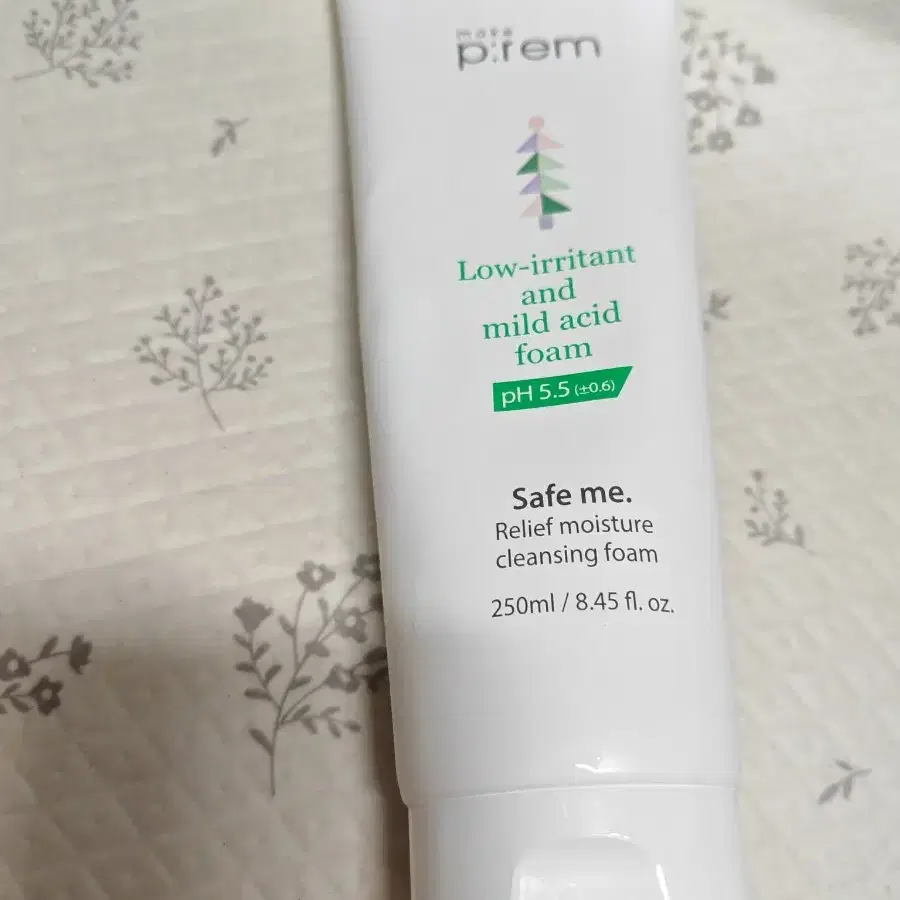 make
p:rem
Low-irritant
and
mild acid
foam
pH 5.5 (±0.6)
Safe me.
Relief moisture
cleansing foam
250ml / 8.45 fl. oz.